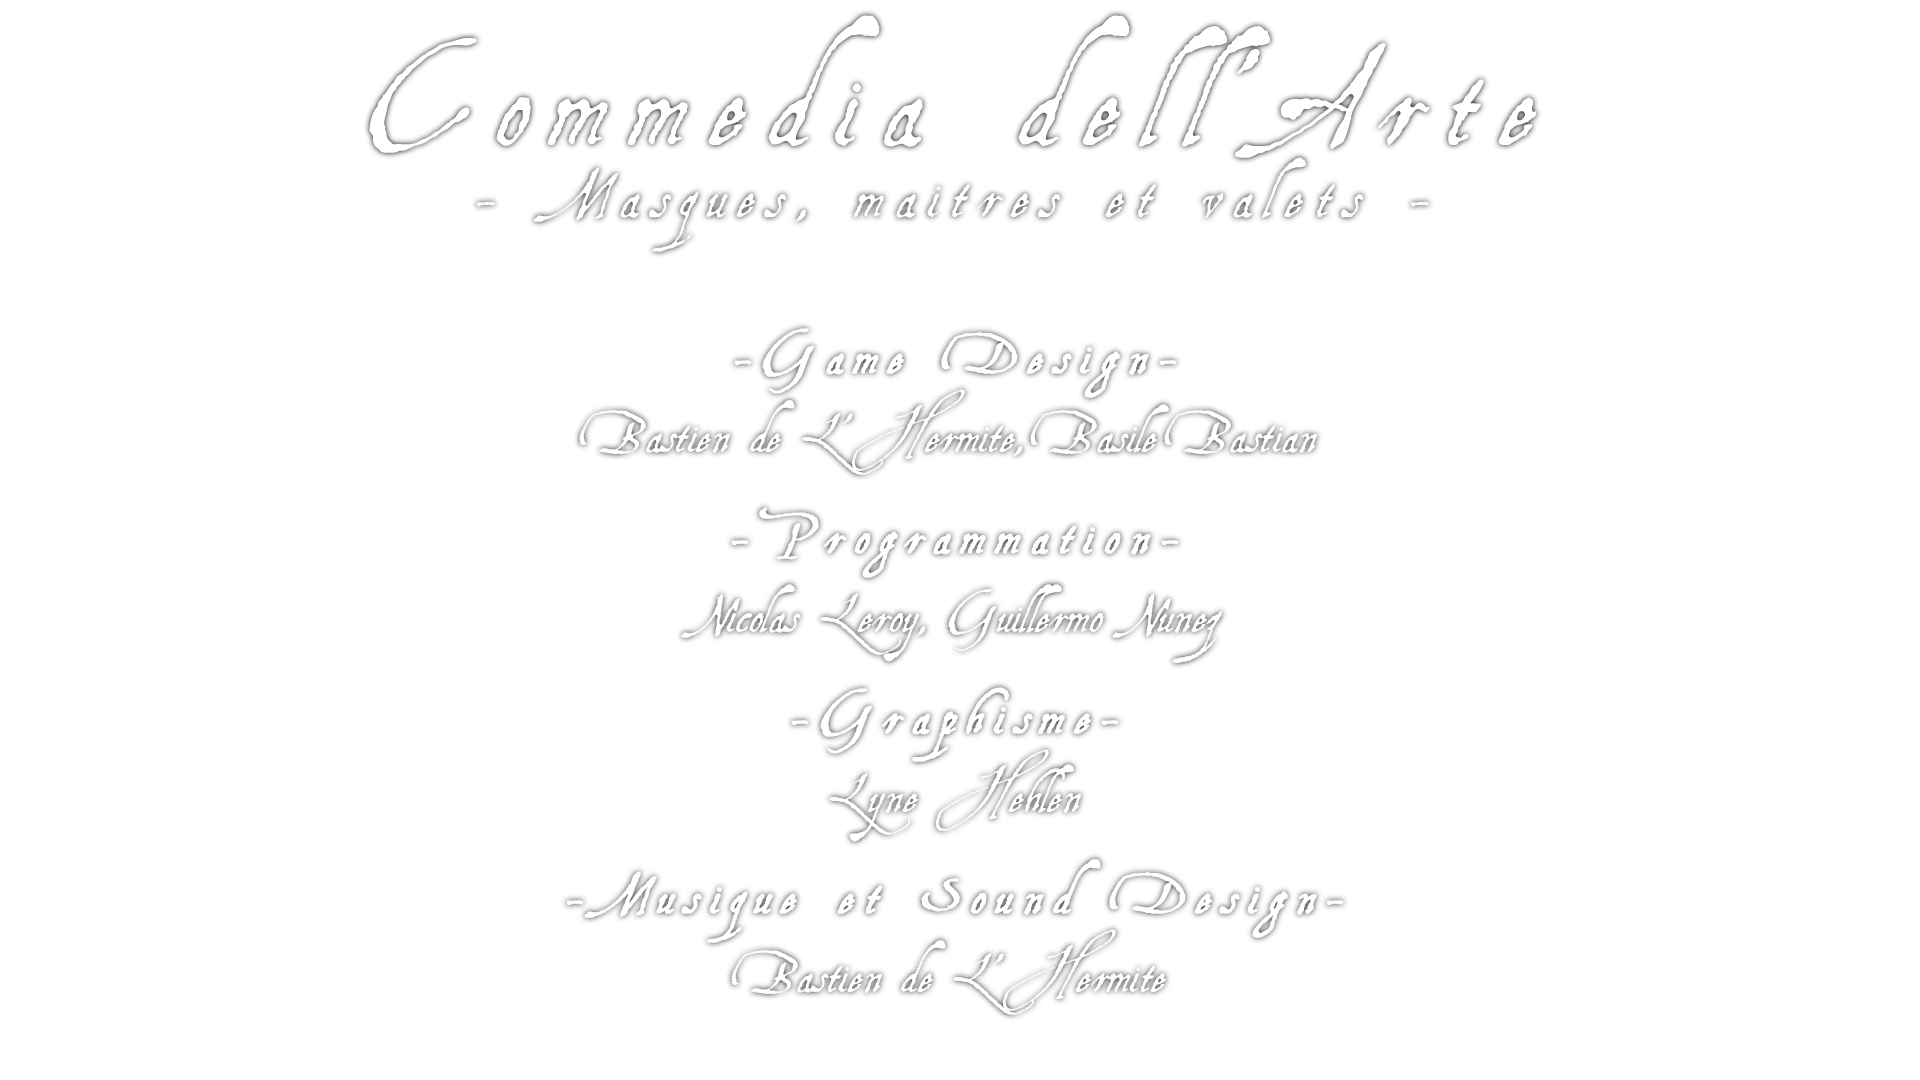 Commedia dell'Arte
- Masques, maitres et valets -
-Game Design-
Bastien de L'Hermite, Basile Bastian
-Programmation-
Nicolas Leroy, Guillermo Nunez
-Graphisme-
Lyne Hehlen
-Musique et Sound Design-
Bastien de L'Hermite